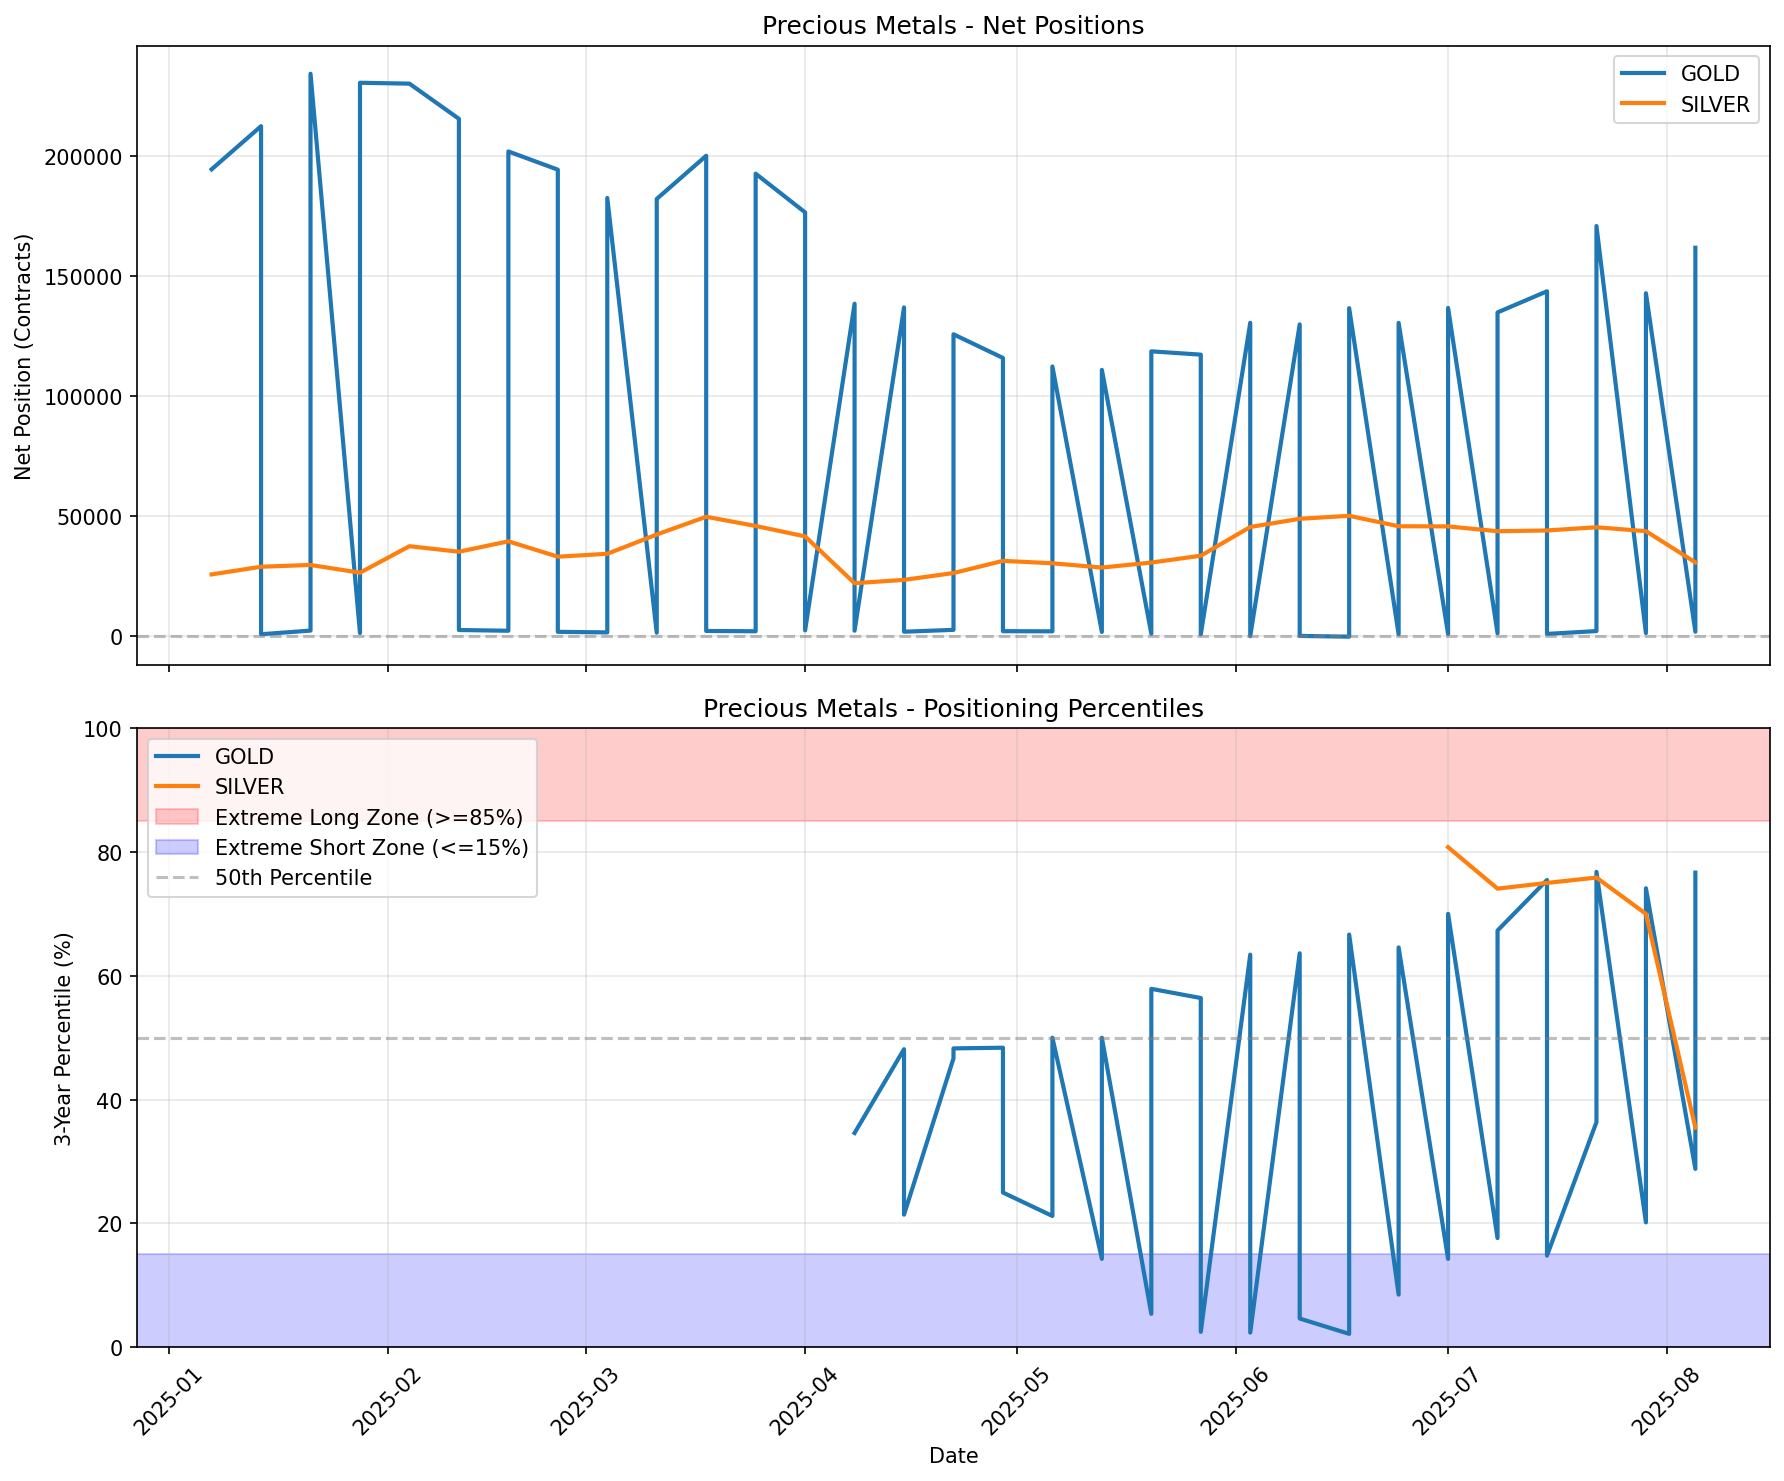 Precious Metals - Net Positions
GOLD
SILVER
Net Position (Contracts)
200000
150000
100000
50000
0
Precious Metals - Positioning Percentiles
GOLD
SILVER
Extreme Long Zone (>=85%)
Extreme Short Zone (<=15%)
50th Percentile
3-Year Percentile (%)
100
80
60
40
20
0
2025-01
2025-02
2025-03
2025-04
2025-05
2025-06
2025-07
2025-08
Date